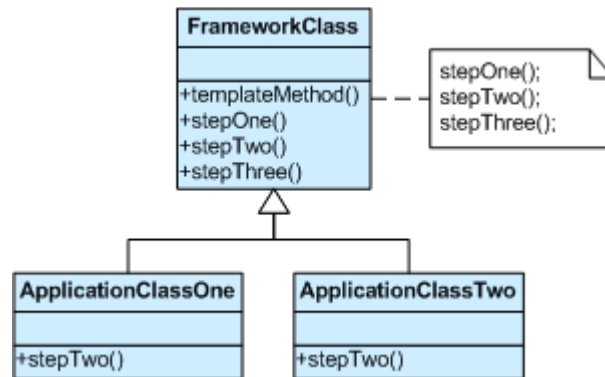 FrameworkClass
+templateMethod()
+stepOne()
+stepTwo()
+stepThree()
stepOne();
stepTwo();
stepThree();
ApplicationClassOne
+stepTwo()
ApplicationClassTwo
+stepTwo()